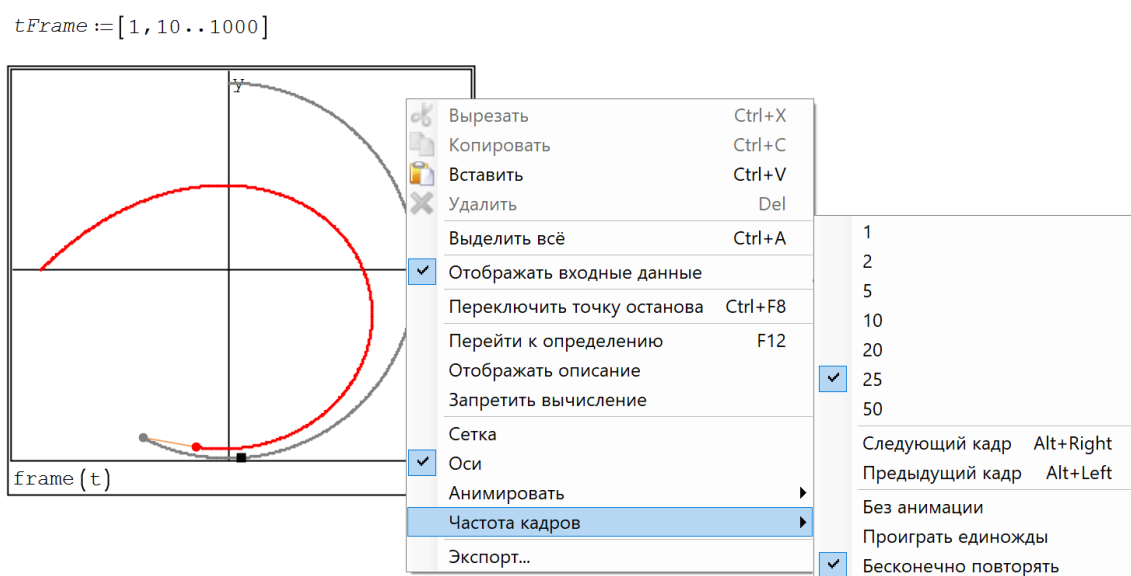 tFrame≔[1,10..1000]
y
frame(t)
Вырезать Ctrl+X
Копировать Ctrl+C
Вставить Ctrl+V
Удалить Del
Выделить всё Ctrl+A
Отображать входные данные
Переключить точку останова Ctrl+F8
Перейти к определению F12
Отображать описание
Запретить вычисление
Сетка
Оси
Анимировать
Частота кадров
Экспорт...
1
2
5
10
20
25
50
Следующий кадр Alt+Right
Предыдущий кадр Alt+Left
Без анимации
Проиграть единожды
Бесконечно повторять